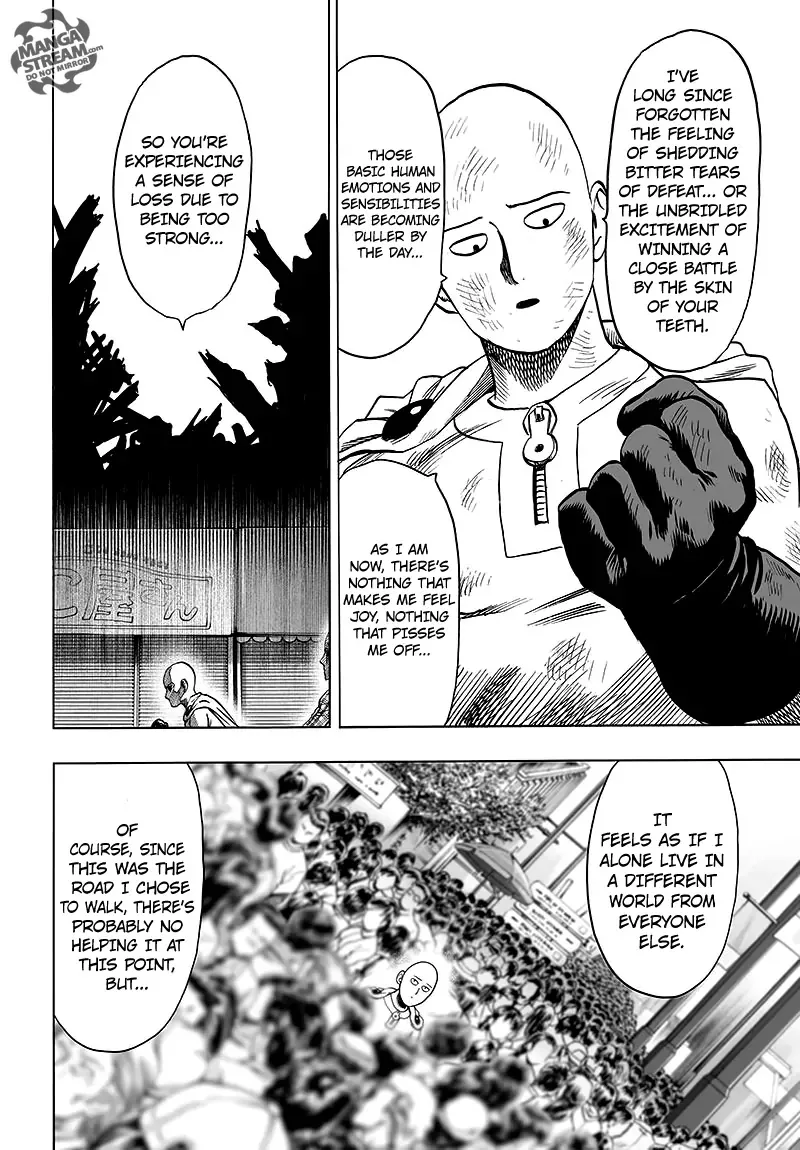 MANGA
STREAM.com
DO NOT MIRROR
I'VE
LONG SINCE
FORGOTTEN
THE FEELING
OF SHEDDING
BITTER TEARS
OF DEFEAT... OR
THE UNBRIDLED
EXCITEMENT OF
WINNING A
CLOSE BATTLE
BY THE SKIN
OF YOUR
TEETH.
THOSE
BASIC HUMAN
EMOTIONS AND
SENSIBILITIES
ARE BECOMING
DULLER BY
THE DAY...
AS I AM
NOW, THERE'S
NOTHING THAT
MAKES ME FEEL
JOY, NOTHING
THAT PISSES
ME OFF...
SO YOU'RE
EXPERIENCING
A SENSE OF
LOSS DUE TO
BEING TOO
STRONG...
屋さん
IT
FEELS AS IF I
ALONE LIVE IN
A DIFFERENT
WORLD FROM
EVERYONE
ELSE.
OF
COURSE, SINCE
THIS WAS THE
ROAD I CHOSE
TO WALK, THERE'S
PROBABLY NO
HELPING IT AT
THIS POINT,
BUT...